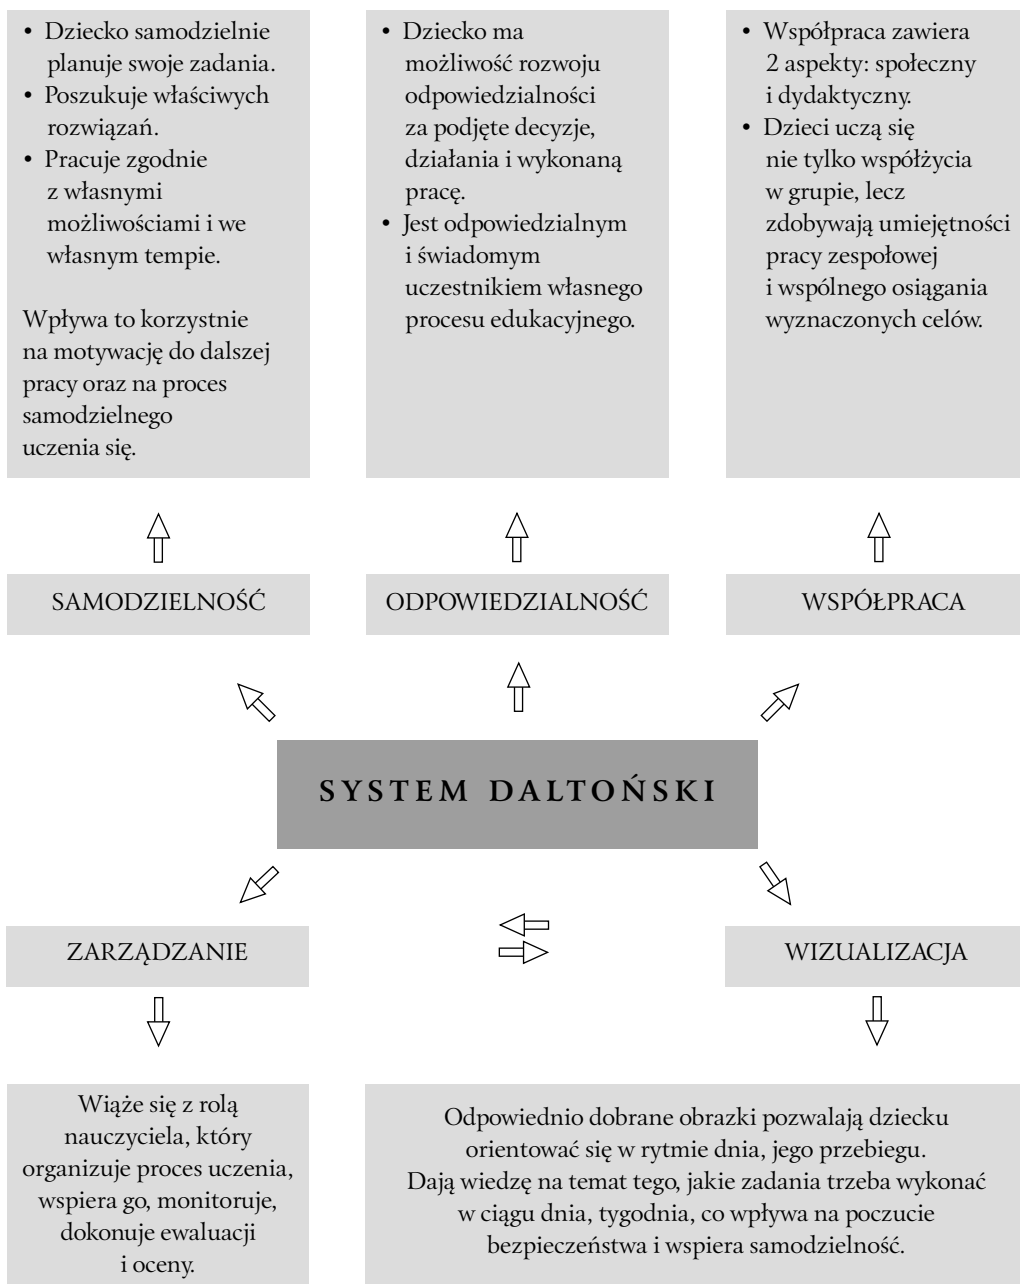 • Dziecko samodzielnie
planuje swoje zadania.
• Poszukuje właściwych
rozwiązań.
• Pracuje zgodnie
z własnymi
możliwościami i we
własnym tempie.
Wpływa to korzystnie
na motywację do dalszej
pracy oraz na proces
samodzielnego
uczenia się.
• Dziecko ma
możliwość rozwoju
odpowiedzialności
za podjęte decyzje,
działania i wykonaną
pracę.
• Jest odpowiedzialnym
i świadomym
uczestnikiem własnego
procesu edukacyjnego.
• Współpraca zawiera
2 aspekty: społeczny
i dydaktyczny.
• Dzieci uczą się
nie tylko współżycia
w grupie, lecz
zdobywają umiejętności
pracy zespołowej
i wspólnego osiągania
wyznaczonych celów.
SAMODZIELNOŚĆ
ODPOWIEDZIALNOŚĆ
WSPÓŁPRACA
SYSTEM DALTOŃSKI
ZARZĄDZANIE
WIZUALIZACJA
Wiąże się z rolą
nauczyciela, który
organizuje proces uczenia,
wspiera go, monitoruje,
dokonuje ewaluacji
i oceny.
Odpowiednio dobrane obrazki pozwalają dziecku
orientować się w rytmie dnia, jego przebiegu.
Dają wiedzę na temat tego, jakie zadania trzeba wykonać
w ciągu dnia, tygodnia, co wpływa na poczucie
bezpieczeństwa i wspiera samodzielność.